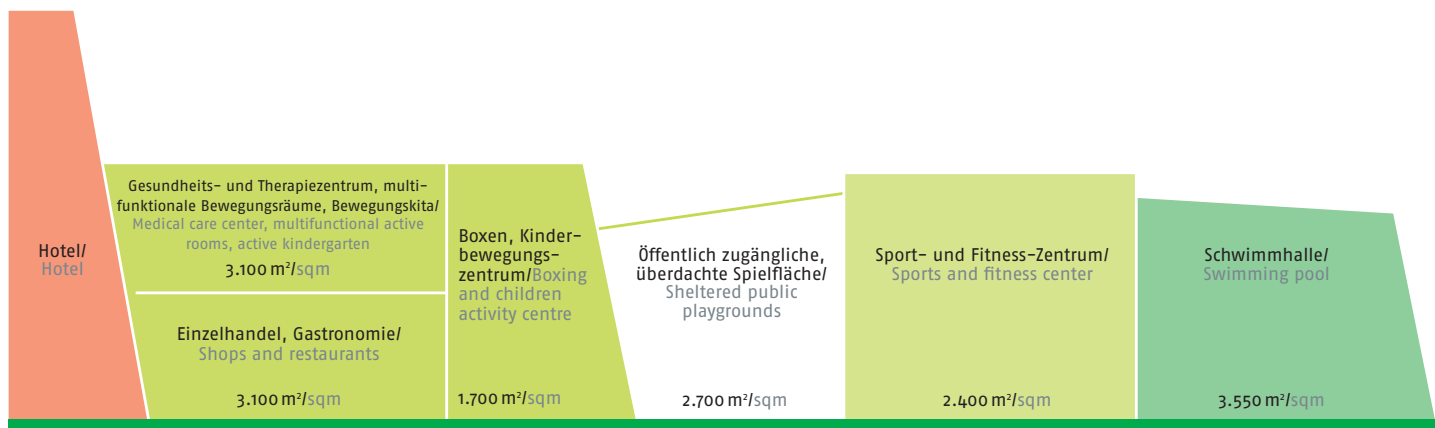 Hotel/
Hotel
Gesundheits- und Therapiezentrum, multi-
funktionale Bewegungsräume, Bewegungskita/
Medical care center, multifunctional active
rooms, active kindergarten
3.100 m²/sqm
Einzelhandel, Gastronomie/
Shops and restaurants
3.100 m²/sqm
Boxen, Kinder-
bewegungs-
zentrum/Boxing
and children
activity centre
1.700 m²/sqm
Öffentlich zugängliche,
überdachte Spielfläche/
Sheltered public
playgrounds
2.700 m²/sqm
Sport- und Fitness-Zentrum/
Sports and fitness center
2.400 m²/sqm
Schwimmhalle/
Swimming pool
3.550 m²/sqm